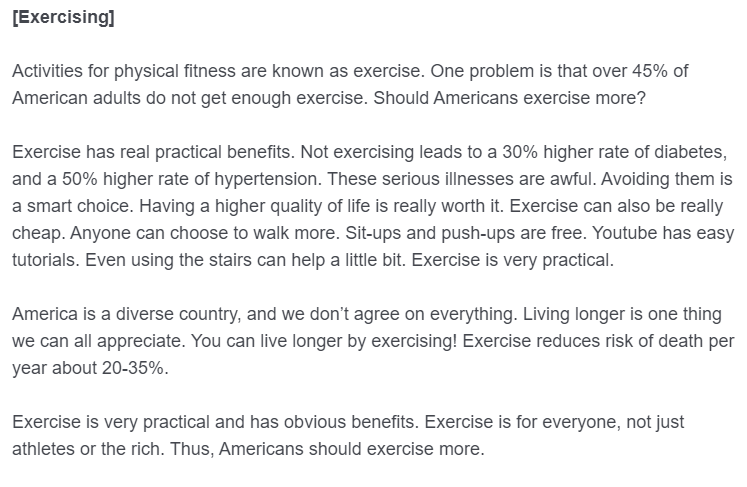 [Exercising]
Activities for physical fitness are known as exercise. One problem is that over 45% of
American adults do not get enough exercise. Should Americans exercise more?
Exercise has real practical benefits. Not exercising leads to a 30% higher rate of diabetes,
and a 50% higher rate of hypertension. These serious illnesses are awful. Avoiding them is
a smart choice. Having a higher quality of life is really worth it. Exercise can also be really
cheap. Anyone can choose to walk more. Sit-ups and push-ups are free. Youtube has easy
tutorials. Even using the stairs can help a little bit. Exercise is very practical.
America is a diverse country, and we don’t agree on everything. Living longer is one thing
we can all appreciate. You can live longer by exercising! Exercise reduces risk of death per
year about 20-35%.
Exercise is very practical and has obvious benefits. Exercise is for everyone, not just
athletes or the rich. Thus, Americans should exercise more.